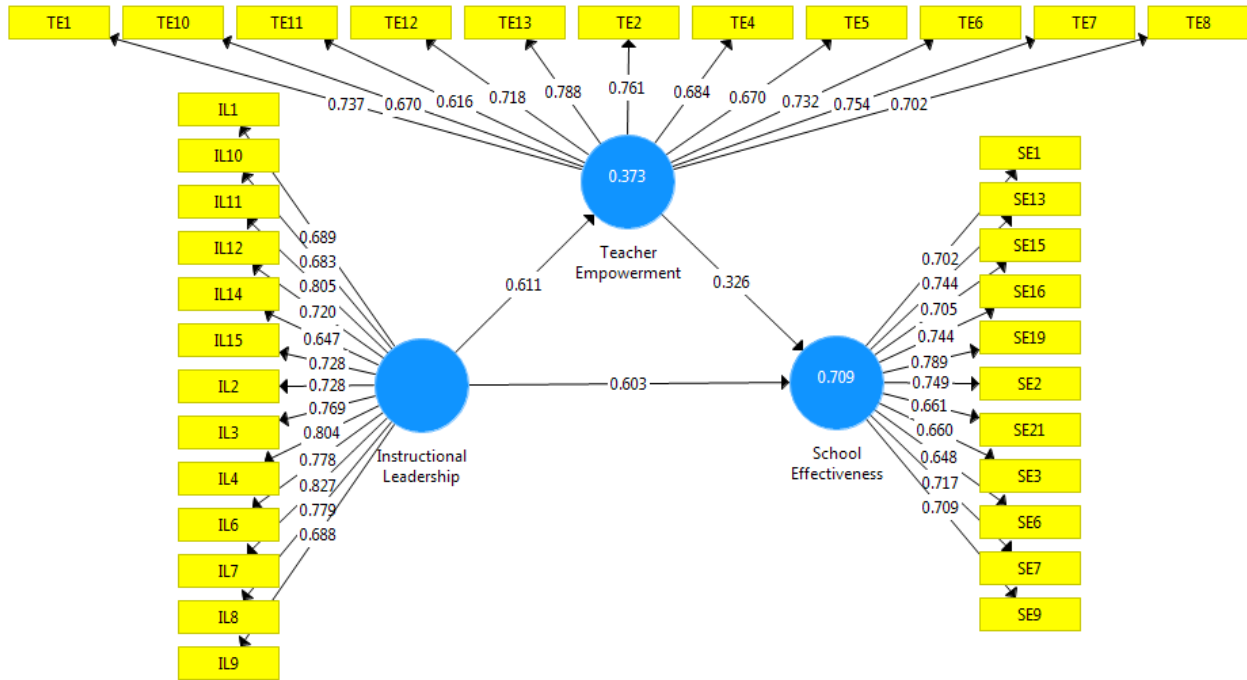 TE1 TE10 TE11 TE12 TE13 TE2 TE4 TE5 TE6 TE7 TE8
0.737 0.670 0.616 0.718 0.788 0.761 0.684 0.670 0.732 0.754 0.702
0.373
Teacher
Empowerment
IL1
IL10
IL11
IL12
IL14
IL15
IL2
IL3
IL4
IL6
IL7
IL8
IL9
0.689
0.683
0.805
0.720
0.647
0.728
0.728
0.769
0.804
0.778
0.827
0.779
0.688
Instructional
Leadership
0.611
0.326
0.603
0.709
School
Effectiveness
0.702
0.744
0.705
0.744
0.789
0.749
0.661
0.660
0.648
0.717
0.709
SE1
SE13
SE15
SE16
SE19
SE2
SE21
SE3
SE6
SE7
SE9